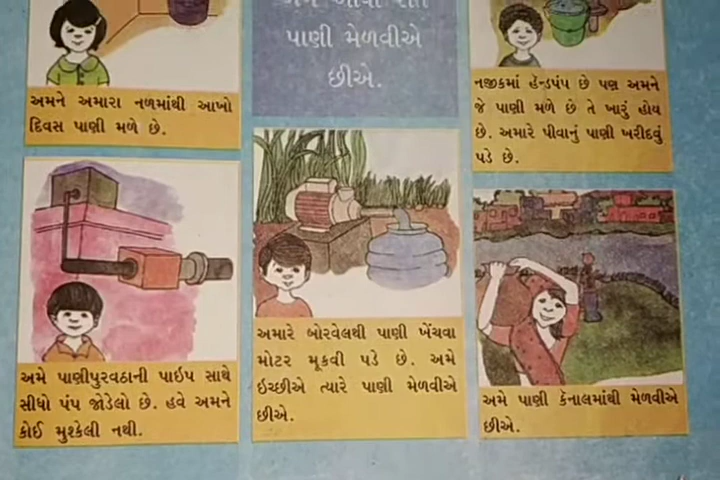 અમને અમારા નળમાંથી આખો
દિવસ પાણી મળે છે.
પાણી મેળવીએ
છીએ.
નજીકમાં હૅન્ડપંપ છે પણ અમને
જે પાણી મળે છે તે ખારું હોય
છે. અમારે પીવાનું પાણી ખરીદવું
પડે છે.
અમે પાણીપુરવઠાની પાઇપ સાથે
સીધો પંપ જોડેલો છે. હવે અમને
કોઈ મુશ્કેલી નથી.
અમારે બોરવેલથી પાણી ખેંચવા
મોટર મૂકવી પડે છે. અમે
ઇચ્છીએ ત્યારે પાણી મેળવીએ
છીએ.
અમે પાણી કૅનાલમાંથી મેળવીએ
છીએ.